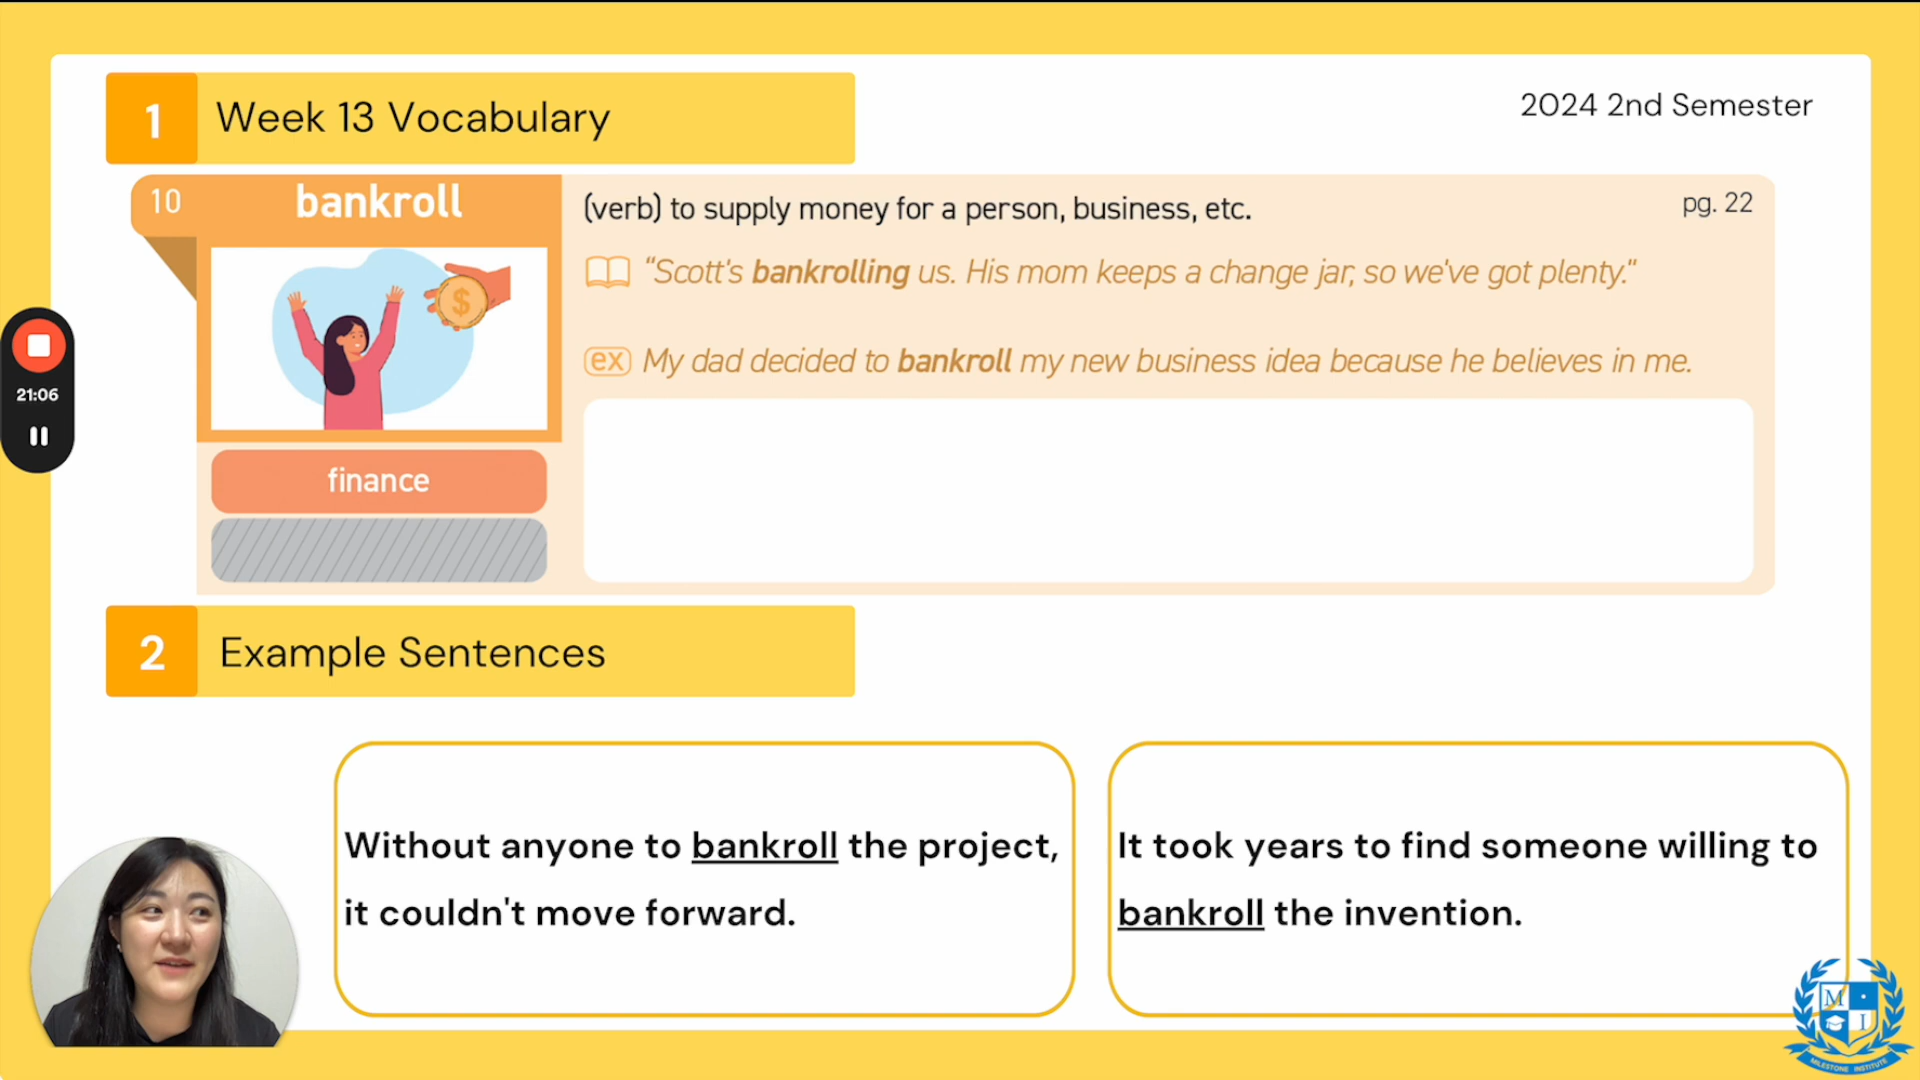 1 Week 13 Vocabulary
2024 2nd Semester
10 bankroll
(verb) to supply money for a person, business, etc.
pg. 22
"Scott's bankrolling us. His mom keeps a change jar, so we've got plenty."
ex My dad decided to bankroll my new business idea because he believes in me.
$
21:06
finance
2 Example Sentences
Without anyone to bankroll the project,
it couldn't move forward.
It took years to find someone willing to
bankroll the invention.
M
I
MILESTONE INSTITUTE